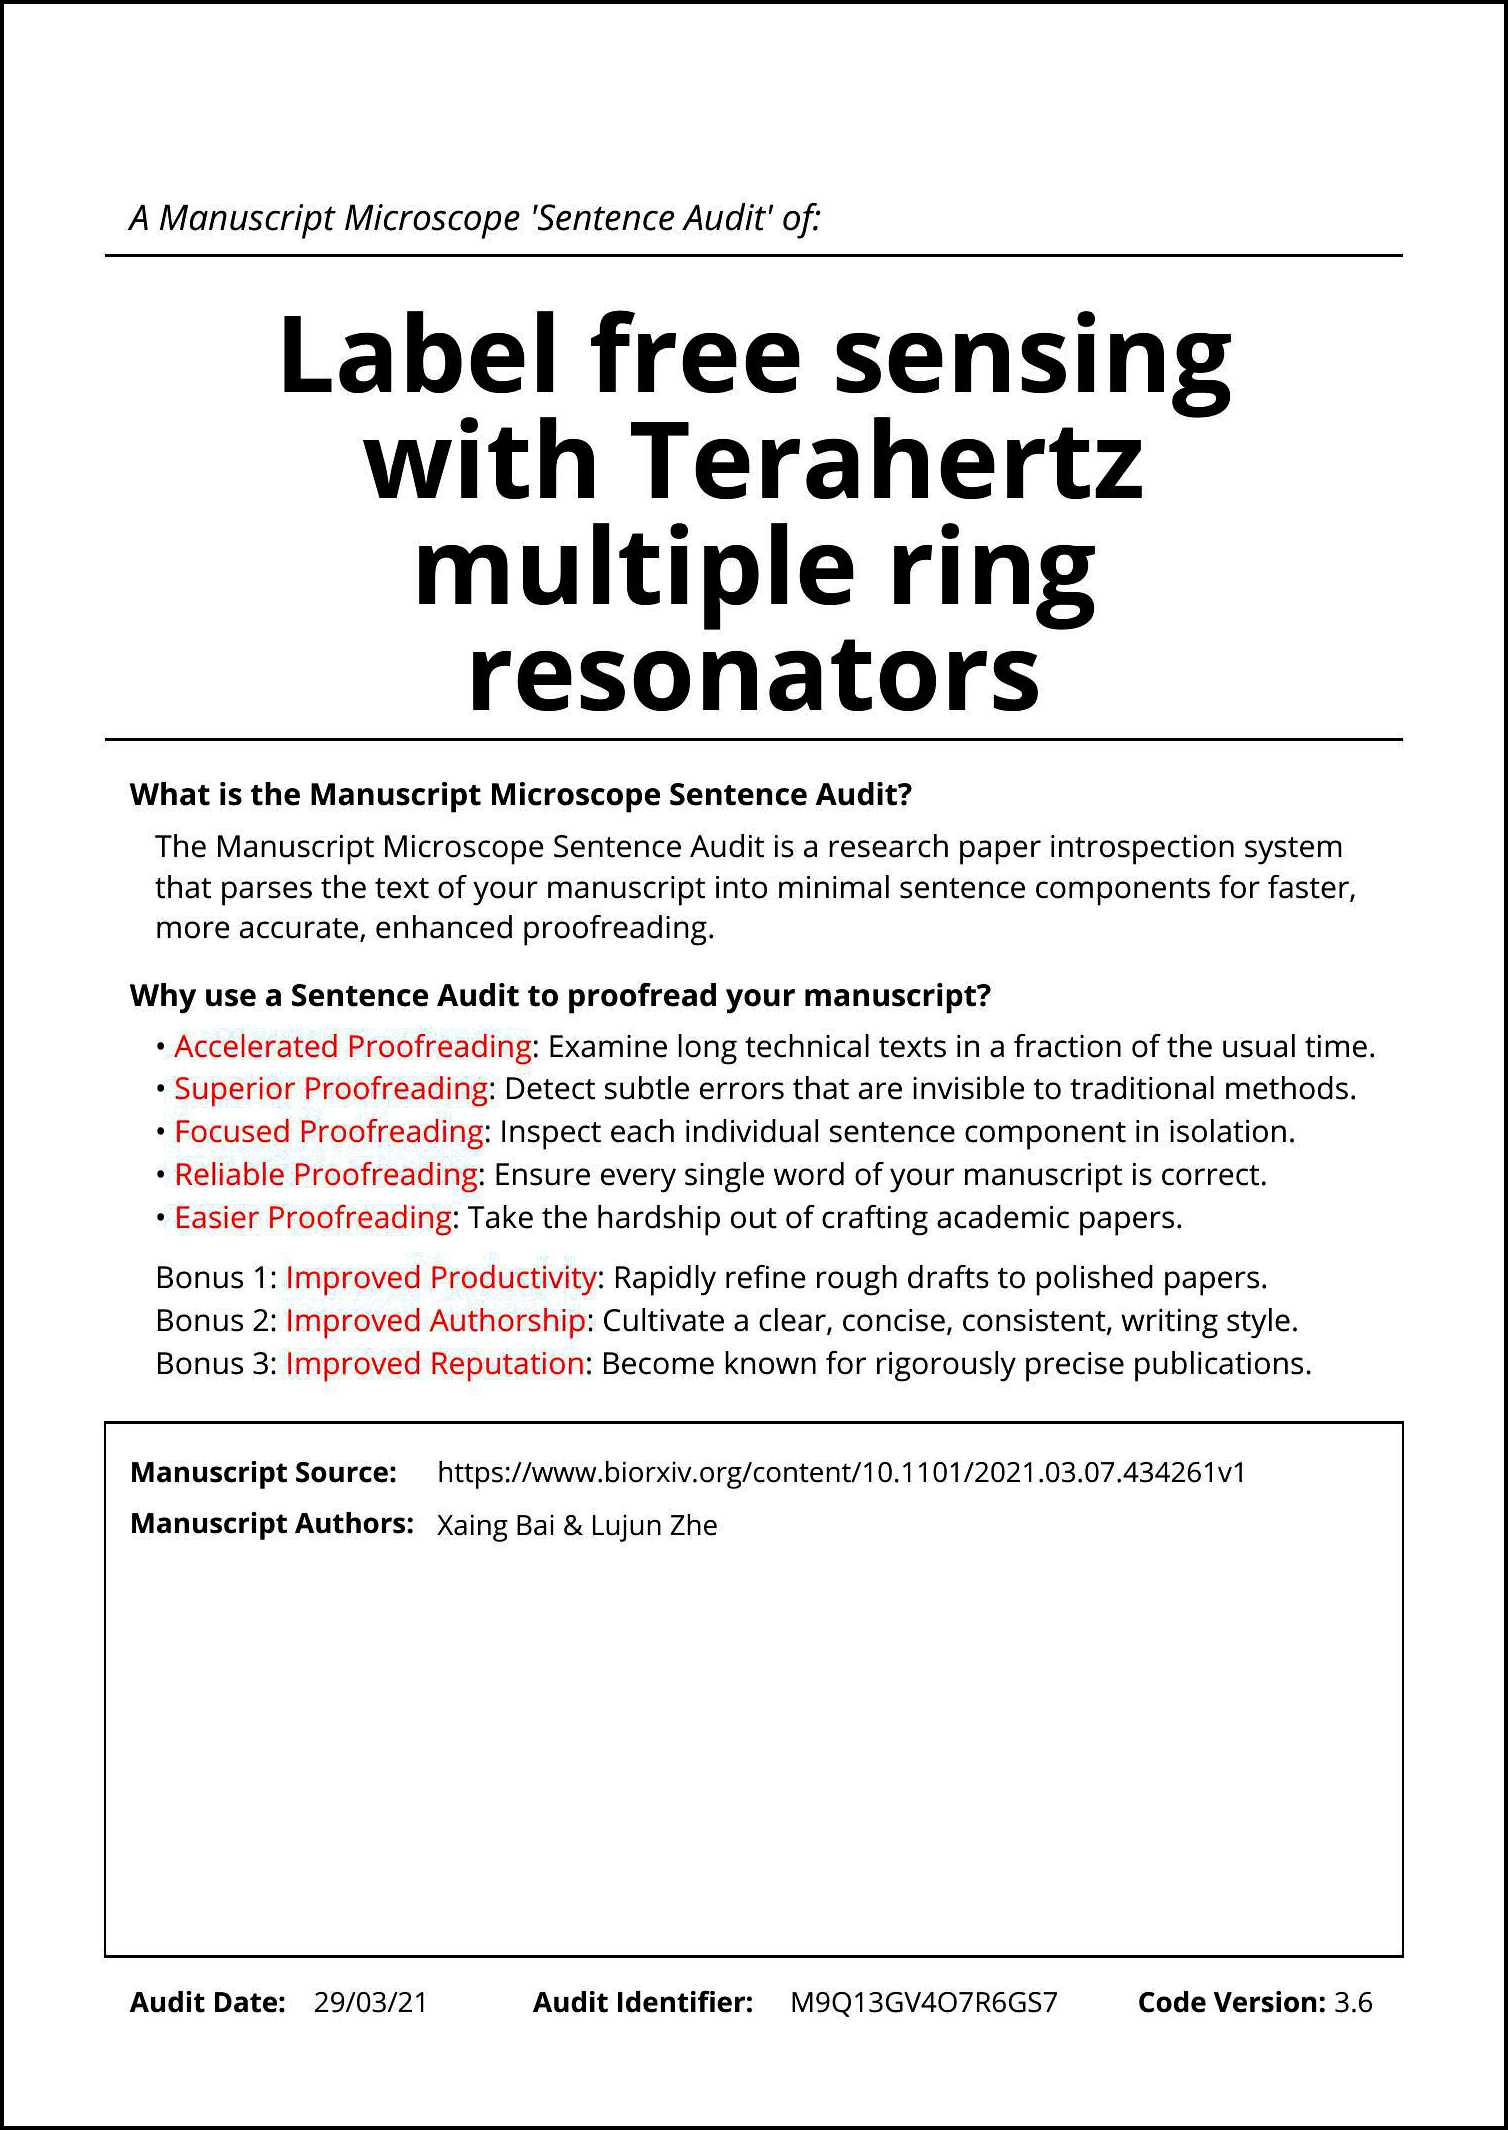 A Manuscript Microscope 'Sentence Audit' of:
Label free sensing
with Terahertz
multiple ring
resonators
What is the Manuscript Microscope Sentence Audit?
The Manuscript Microscope Sentence Audit is a research paper introspection system
that parses the text of your manuscript into minimal sentence components for faster,
more accurate, enhanced proofreading.
Why use a Sentence Audit to proofread your manuscript?
• Accelerated Proofreading: Examine long technical texts in a fraction of the usual time.
• Superior Proofreading: Detect subtle errors that are invisible to traditional methods.
• Focused Proofreading: Inspect each individual sentence component in isolation.
• Reliable Proofreading: Ensure every single word of your manuscript is correct.
• Easier Proofreading: Take the hardship out of crafting academic papers.
Bonus 1: Improved Productivity: Rapidly refine rough drafts to polished papers.
Bonus 2: Improved Authorship: Cultivate a clear, concise, consistent, writing style.
Bonus 3: Improved Reputation: Become known for rigorously precise publications.
Manuscript Source: https://www.biorxiv.org/content/10.1101/2021.03.07.434261v1
Manuscript Authors: Xaing Bai & Lujun Zhe
Audit Date: 29/03/21 Audit Identifier: M9Q13GV4O7R6GS7 Code Version: 3.6